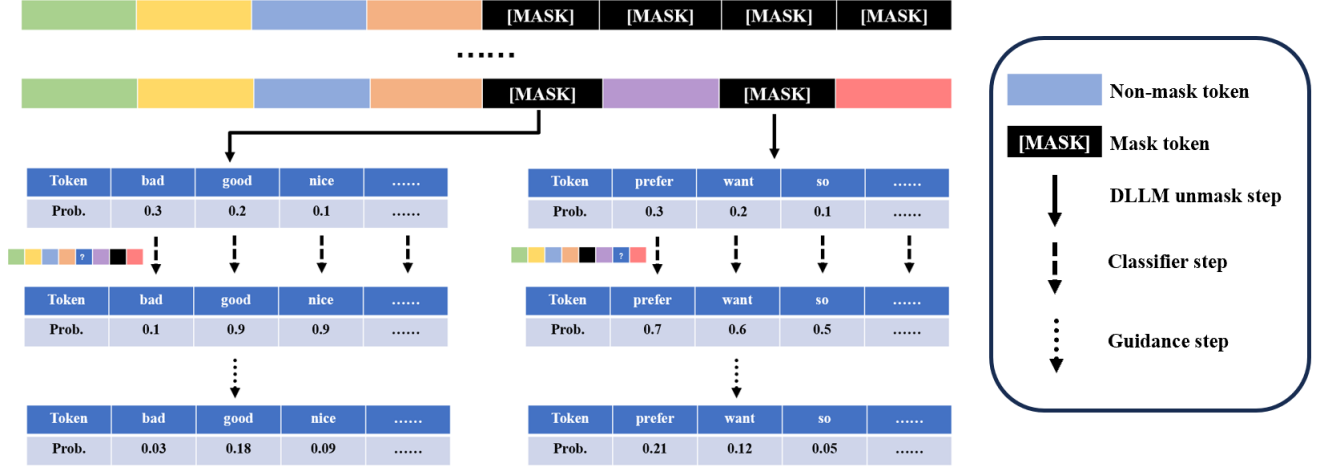 [MASK] [MASK] [MASK] [MASK]
......
[MASK] [MASK]
Token bad good nice ......
Prob. 0.3 0.2 0.1 ......
Token prefer want so ......
Prob. 0.3 0.2 0.1 ......
?
?
Token bad good nice ......
Prob. 0.1 0.9 0.9 ......
Token prefer want so ......
Prob. 0.7 0.6 0.5 ......
Token bad good nice ......
Prob. 0.03 0.18 0.09 ......
Token prefer want so ......
Prob. 0.21 0.12 0.05 ......
Non-mask token
[MASK] Mask token
DLLM unmask step
Classifier step
Guidance step